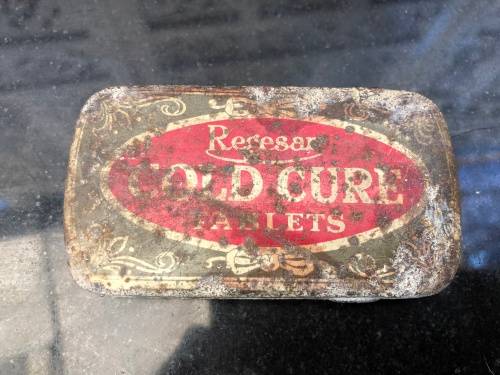 Regesan
COLD CURE
TABLETS